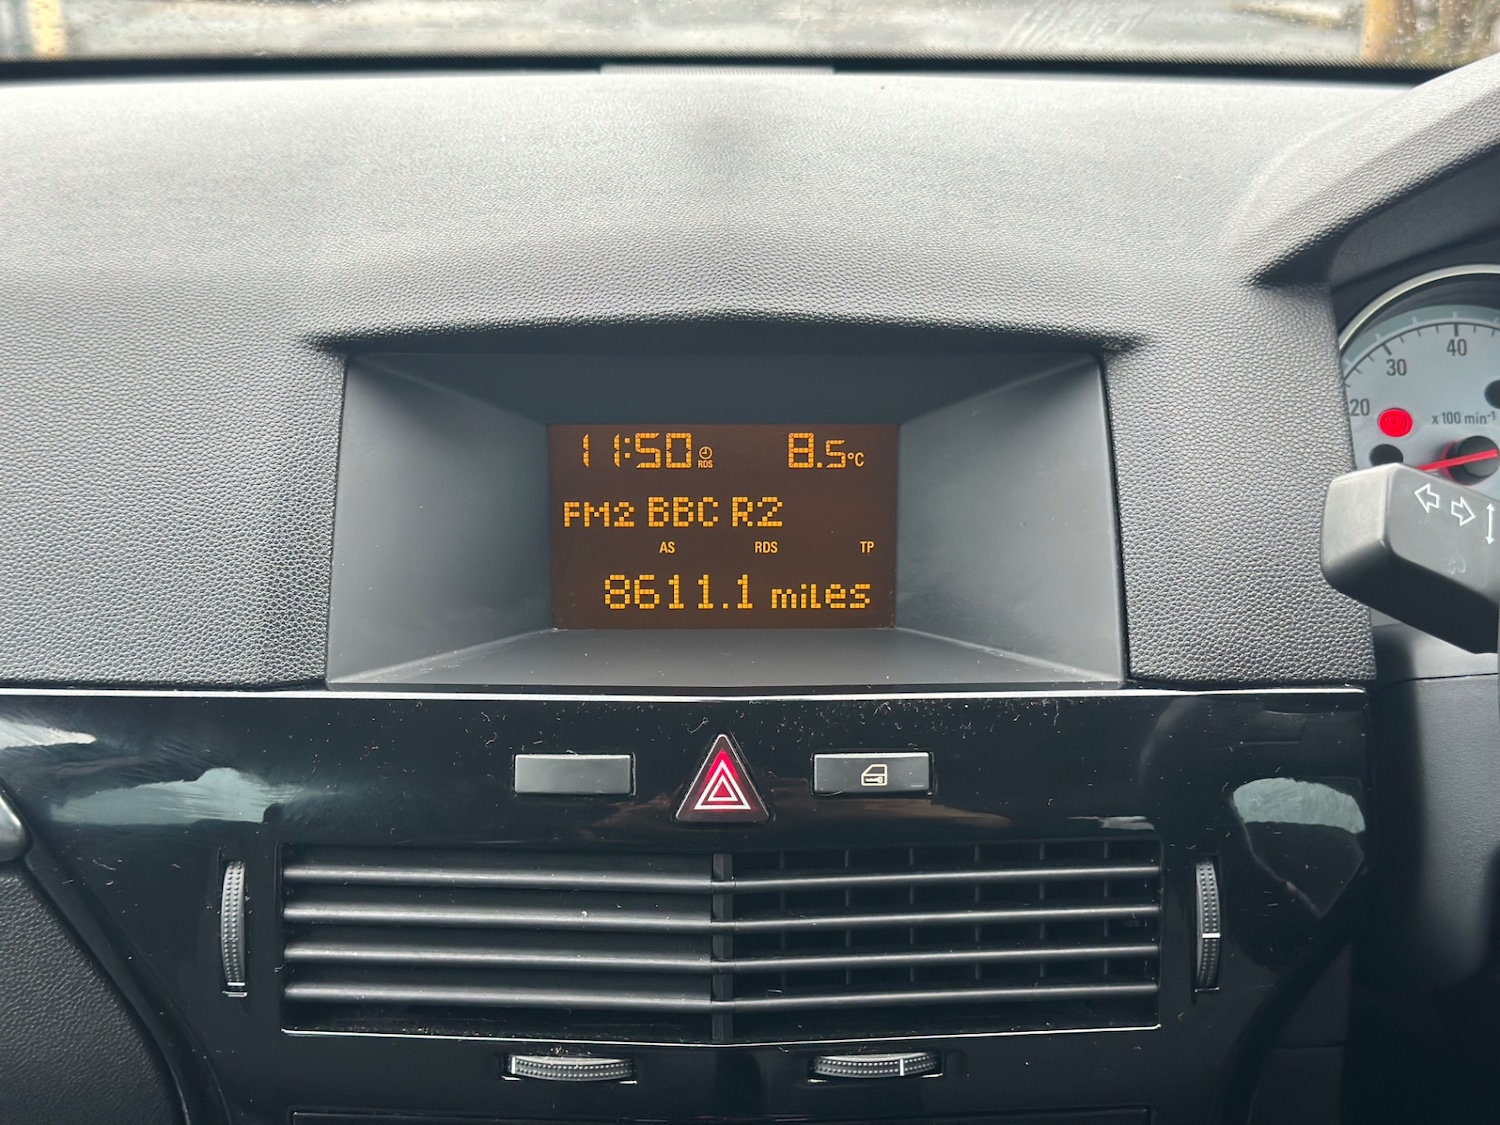 11:50 RDS 8.5°C
FM2 BBC R2
AS RDS TP
8611.1 miles
40
30
20
x 100 min⁻¹